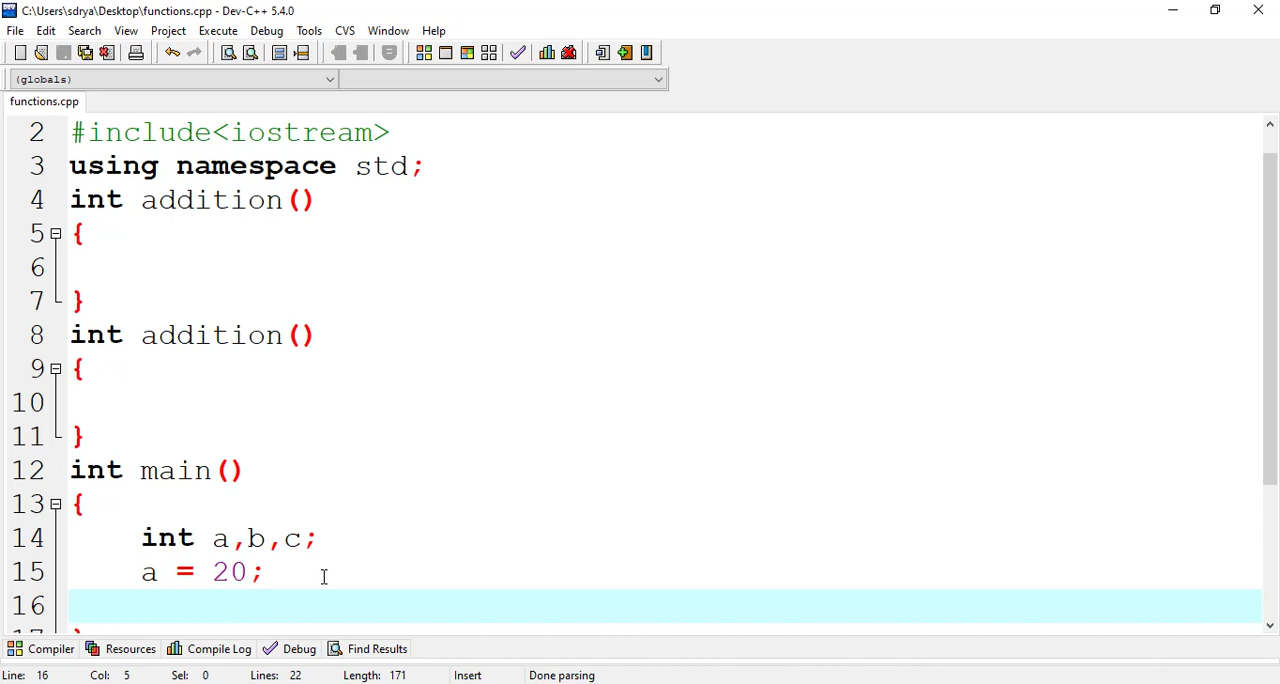 C:\Users\sdrya\Desktop\functions.cpp - Dev-C++ 5.4.0
File Edit Search View Project Execute Debug Tools CVS Window Help
(globals)
functions.cpp
2 #include<iostream>
3 using namespace std;
4 int addition()
5 {
6
7 }
8 int addition()
9 {
10
11 }
12 int main()
13 {
14 int a,b,c;
15 a = 20;
16
Compiler Resources Compile Log Debug Find Results
Line: 16 Col: 5 Sel: 0 Lines: 22 Length: 171 Insert Done parsing